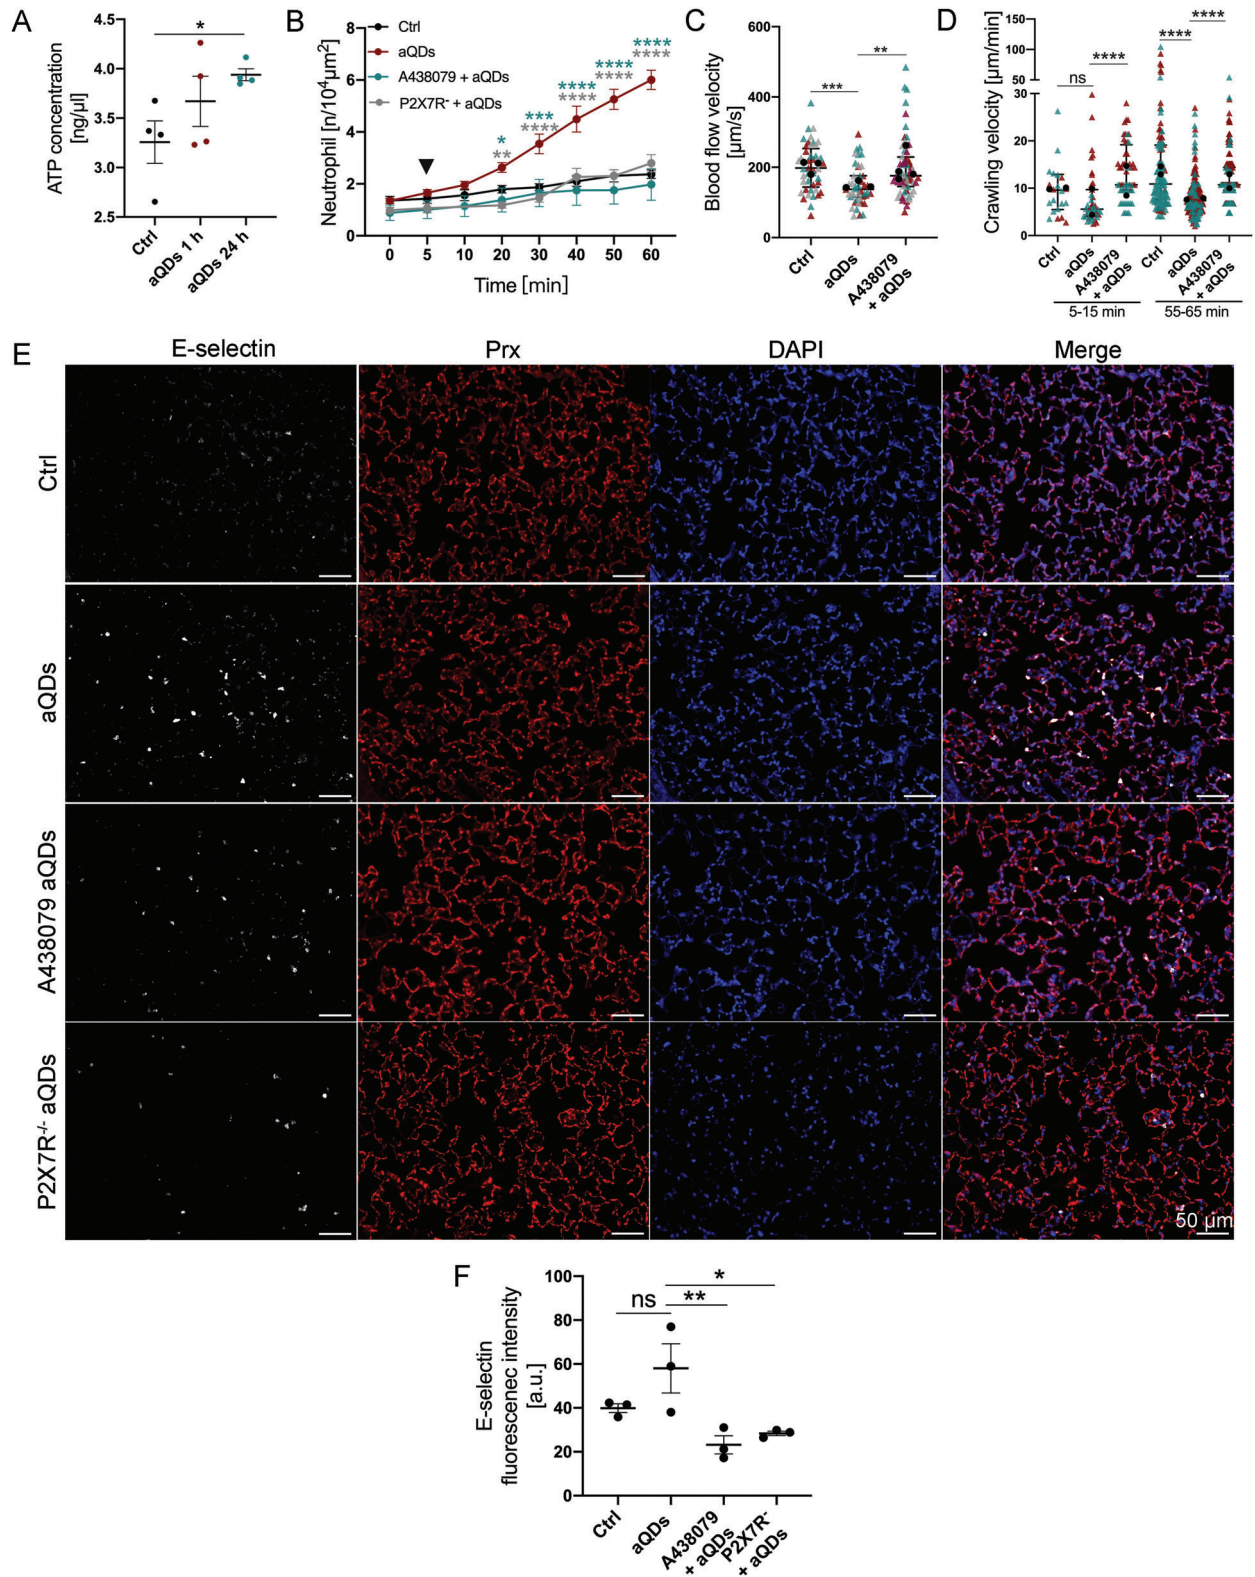 A
ATP concentration
[ng/µl]
4.5
4.0
3.5
3.0
2.5
*
Ctrl
aQDs 1 h
aQDs 24 h
B
Neutrophil [n/10⁴µm²]
8
6
4
2
0
Ctrl
aQDs
A438079 + aQDs
P2X7R⁻ + aQDs
*
**
***
****
****
****
****
****
****
****
0 5 10 20 30 40 50 60
Time [min]
C
Blood flow velocity
[µm/s]
600
400
200
0
***
**
Ctrl
aQDs
A438079
+ aQDs
D
Crawling velocity [µm/min]
150
100
50
30
20
10
0
ns
****
****
****
Ctrl
aQDs
A438079
+ aQDs
Ctrl
aQDs
A438079
+ aQDs
5-15 min
55-65 min
E
E-selectin Prx DAPI Merge
Ctrl
aQDs
A438079 aQDs
P2X7R⁻/⁻ aQDs
50 µm
F
E-selectin
fluorescenec intensity
[a.u.]
100
80
60
40
20
0
ns
**
*
Ctrl
aQDs
A438079
+ aQDs
P2X7R⁻
+ aQDs